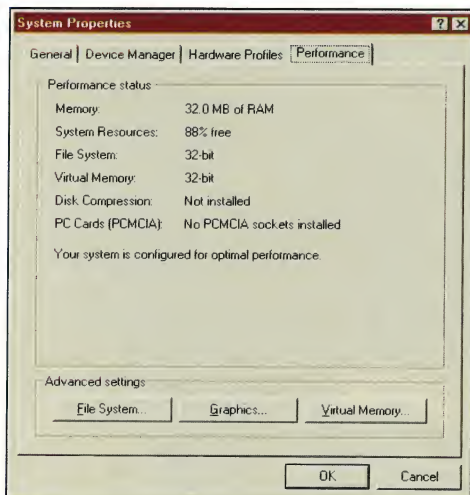 System Properties
General Device Manager Hardware Profiles Performance
Performance status
Memory: 32.0 MB of RAM
System Resources: 88% free
File System: 32-bit
Virtual Memory: 32-bit
Disk Compression: Not installed
PC Cards (PCMCIA): No PCMCIA sockets installed
Your system is configured for optimal performance.
Advanced settings
File System... Graphics... Virtual Memory...
OK Cancel